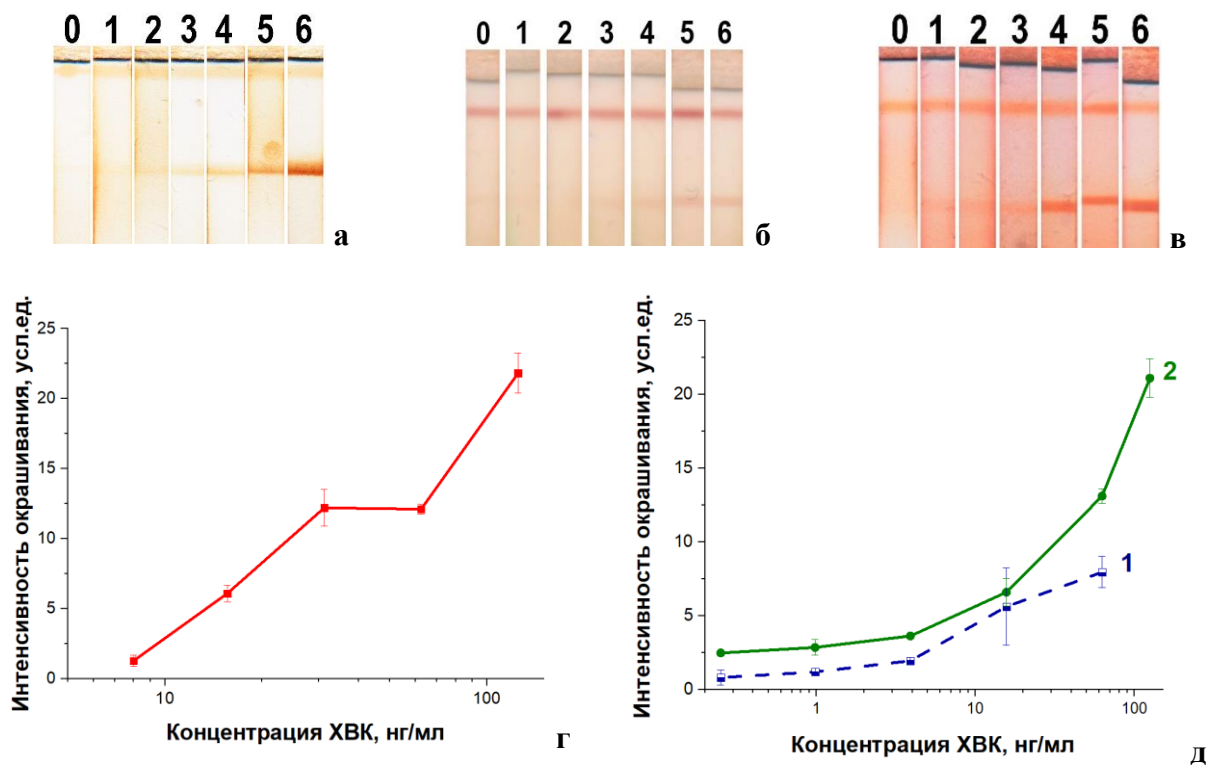 0 1 2 3 4 5 6
а
0 1 2 3 4 5 6
б
0 1 2 3 4 5 6
в
Интенсивность окрашивания, усл.ед.
25
20
15
10
5
0
10 100
Концентрация ХВК, нг/мл
г
Интенсивность окрашивания, усл.ед.
25
20
15
10
5
0
2
1
1 10 100
Концентрация ХВК, нг/мл
д